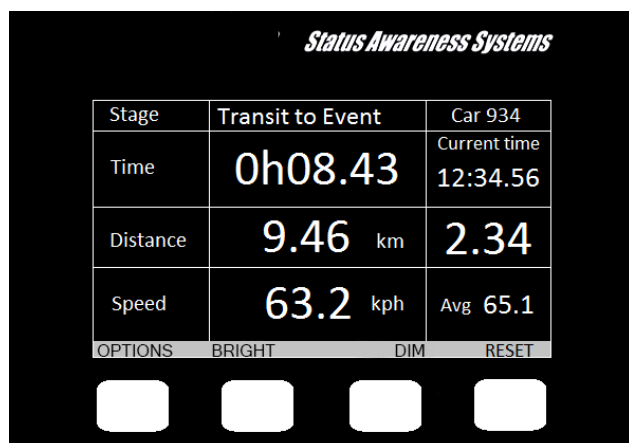 Status Awareness Systems
Stage Transit to Event Car 934
Time 0h08.43 Current time
12:34.56
Distance 9.46 km 2.34
Speed 63.2 kph Avg 65.1
OPTIONS BRIGHT DIM RESET